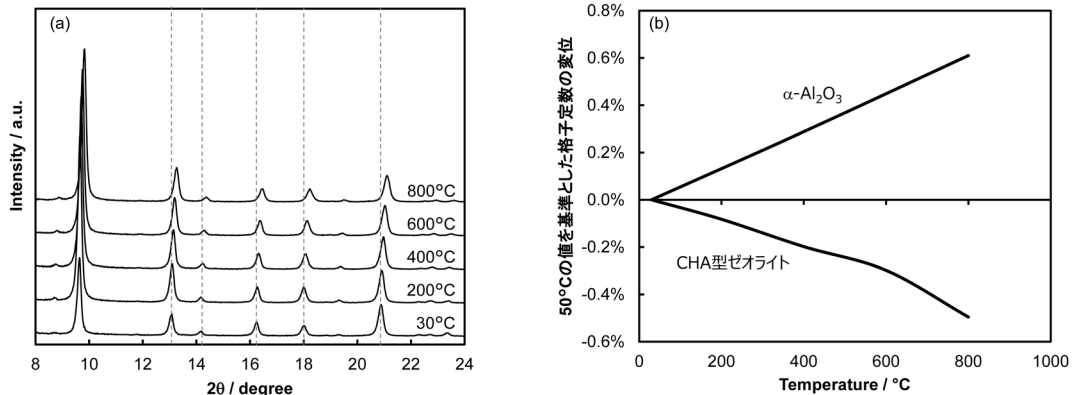 (a)
Intensity / a.u.
800°C
600°C
400°C
200°C
30°C
8 10 12 14 16 18 20 22 24
2θ / degree
(b)
50°Cの値を基準とした格子定数の変位
0.8%
0.6%
0.4%
0.2%
0.0%
-0.2%
-0.4%
-0.6%
α-Al₂O₃
CHA型ゼオライト
0 200 400 600 800 1000
Temperature / °C